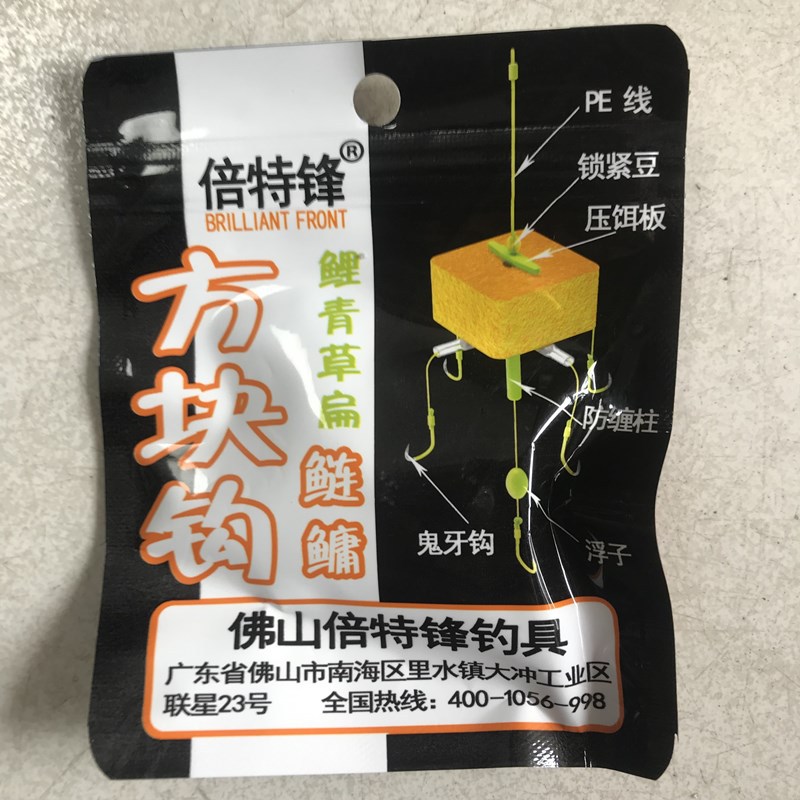 倍特锋®
BRILLIANT FRONT
方块钩
鲤青草扁
鲢鳙
PE 线
锁紧豆
压饵板
防缠柱
鬼牙钩
浮子
佛山倍特锋钓具
广东省佛山市南海区里水镇大冲工业区
联星23号 全国热线：400-1056-998